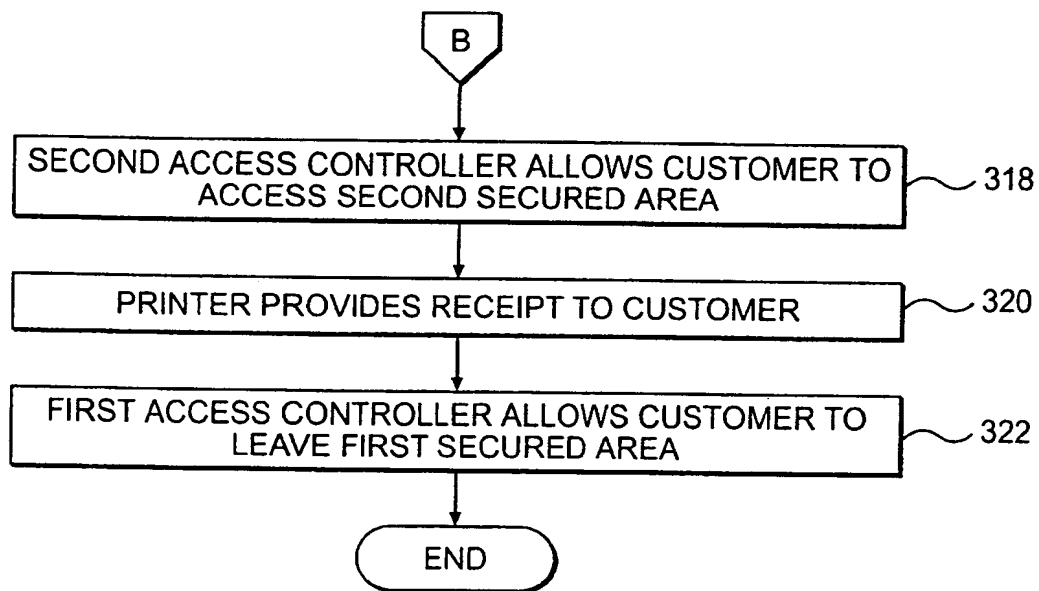 B
SECOND ACCESS CONTROLLER ALLOWS CUSTOMER TO
ACCESS SECOND SECURED AREA
318
PRINTER PROVIDES RECEIPT TO CUSTOMER
320
FIRST ACCESS CONTROLLER ALLOWS CUSTOMER TO
LEAVE FIRST SECURED AREA
322
END